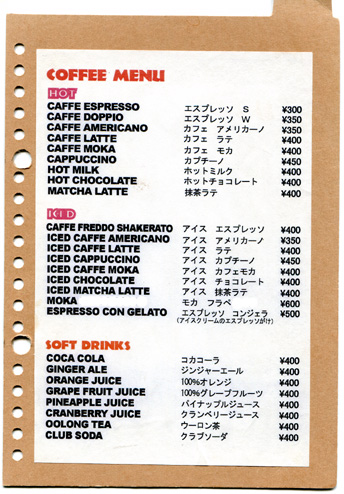 COFFEE MENU
HOT
CAFFE ESPRESSO エスプレッソ S ¥300
CAFFE DOPPIO エスプレッソ W ¥350
CAFFE AMERICANO カフェ アメリカーノ ¥350
CAFFE LATTE カフェ ラテ ¥400
CAFFE MOKA カフェ モカ ¥400
CAPPUCCINO カプチーノ ¥450
HOT MILK ホットミルク ¥400
HOT CHOCOLATE ホットチョコレート ¥400
MATCHA LATTE 抹茶ラテ ¥400
ICED
CAFFE FREDDO SHAKERATO アイス エスプレッソ ¥400
ICED CAFFE AMERICANO アイス アメリカーノ ¥350
ICED CAFFE LATTE アイス ラテ ¥400
ICED CAPPUCCINO アイス カプチーノ ¥450
ICED CAFFE MOKA アイス カフェモカ ¥400
ICED CHOCOLATE アイス チョコレート ¥400
ICED MATCHA LATTE アイス 抹茶ラテ ¥400
MOKA モカ フラペ ¥600
ESPRESSO CON GELATO エスプレッソ コンジェラ ¥500
(アイスクリームのエスプレッソがけ)
SOFT DRINKS
COCA COLA コカコーラ ¥400
GINGER ALE ジンジャーエール ¥400
ORANGE JUICE 100%オレンジ ¥400
GRAPE FRUIT JUICE 100%グレープフルーツ ¥400
PINEAPPLE JUICE パイナップルジュース ¥400
CRANBERRY JUICE クランベリージュース ¥400
OOLONG TEA ウーロン茶 ¥400
CLUB SODA クラブソーダ ¥400